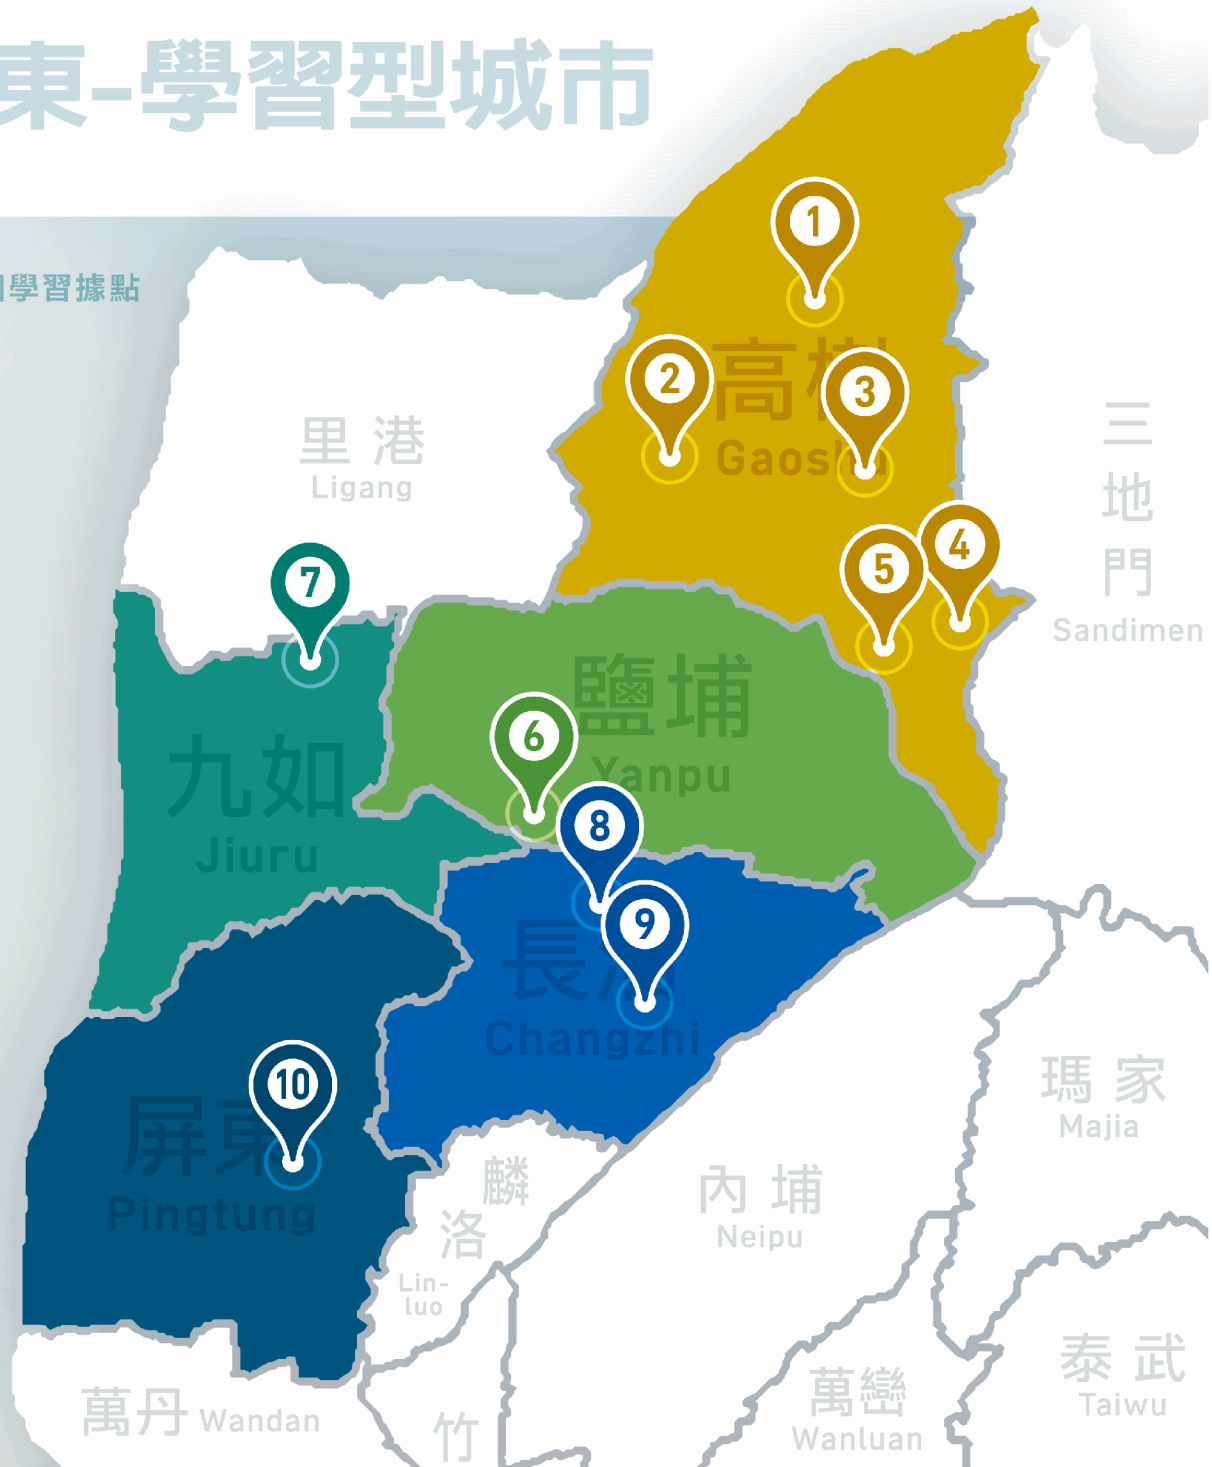 東-學習型城市
學習據點
1
2
高樹
3
Gaoshu
里港
Ligang
三地門
Sandimen
4
5
7
6
鹽埔
Yanpu
九如
Jiuru
8
9
長治
Changzhi
10
屏東
Pingtung
瑪家
Majia
麟洛
Lin-
luo
內埔
Neipu
泰武
Taiwu
萬巒
Wanluan
萬丹 Wandan
竹